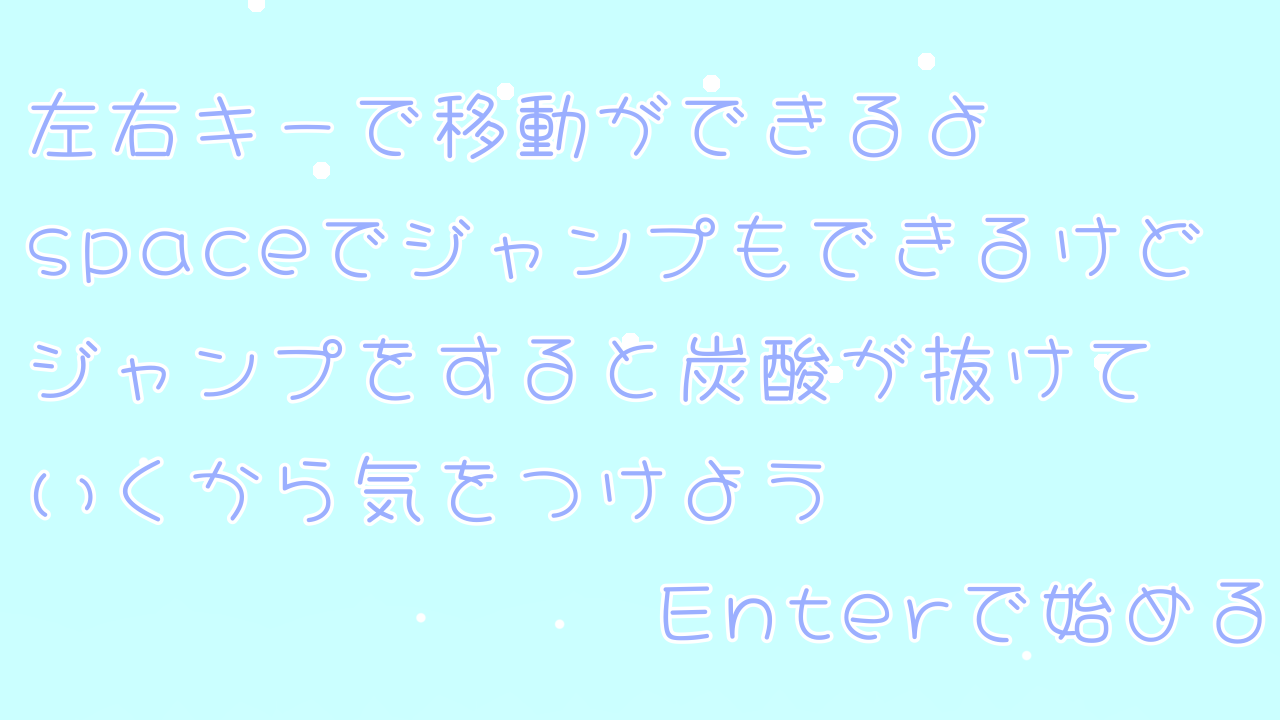 左右キーで移動ができるよ
spaceでジャンプもできるけど
ジャンプをすると炭酸が抜けて
いくから気をつけよう
Enterで始める